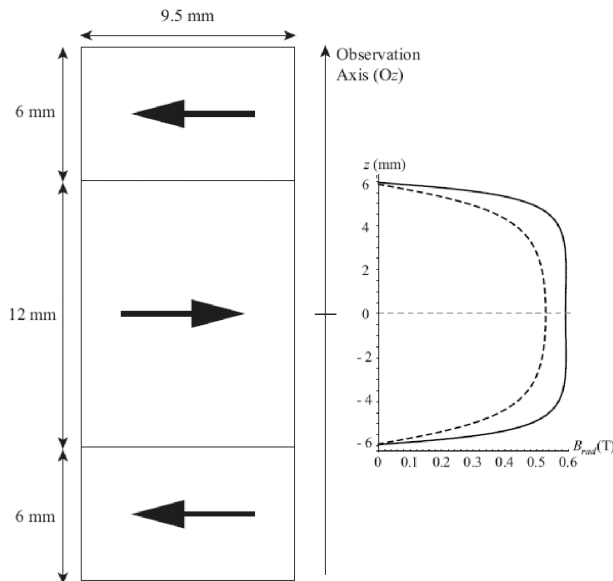 9.5 mm
Observation
Axis (Oz)
6 mm
z (mm)
6
4
2
12 mm
0
- 2
- 4
- 6
B_rad(T)
0 0.1 0.2 0.3 0.4 0.5 0.6
6 mm